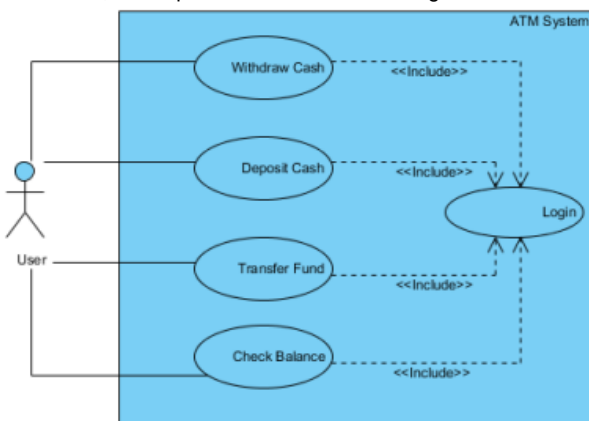 ATM System
Withdraw Cash
<<Include>>
Deposit Cash
<<Include>>
Login
User
Transfer Fund
<<Include>>
Check Balance
<<Include>>